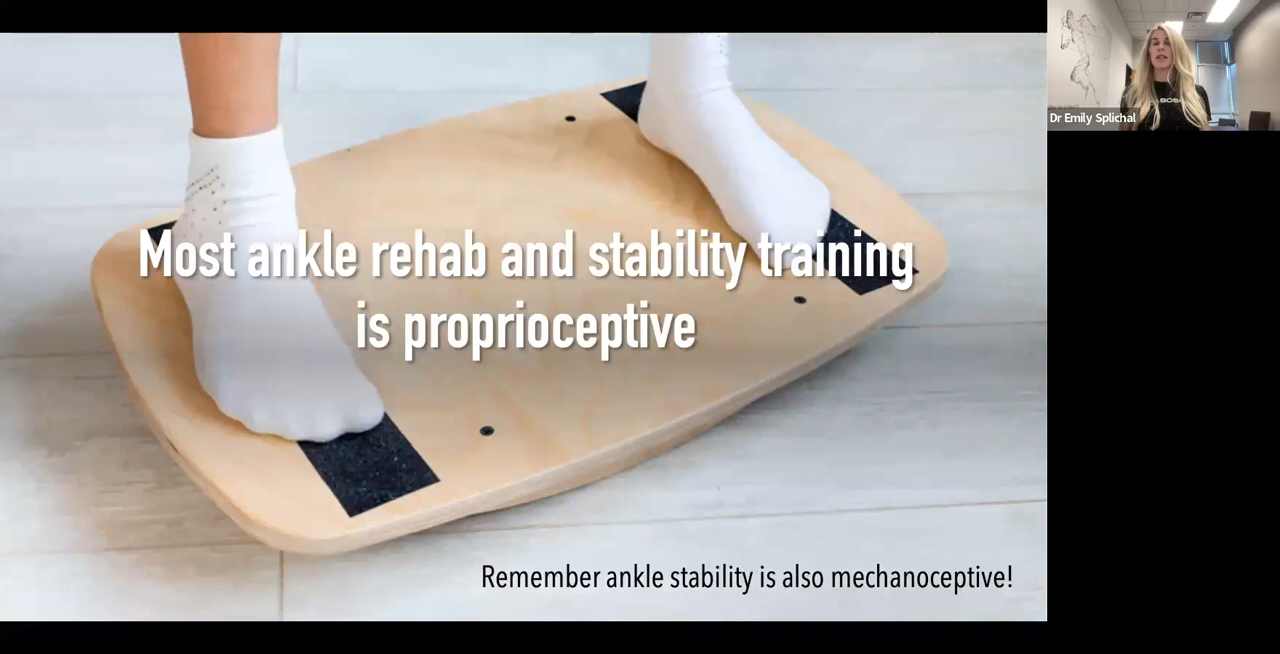 Most ankle rehab and stability training
is proprioceptive
Remember ankle stability is also mechanoceptive!
Dr Emily Splichal